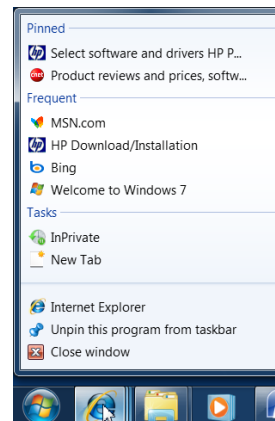 Pinned
Select software and drivers HP P...
Product reviews and prices, softw...
Frequent
MSN.com
HP Download/Installation
Bing
Welcome to Windows 7
Tasks
InPrivate
New Tab
Internet Explorer
Unpin this program from taskbar
Close window